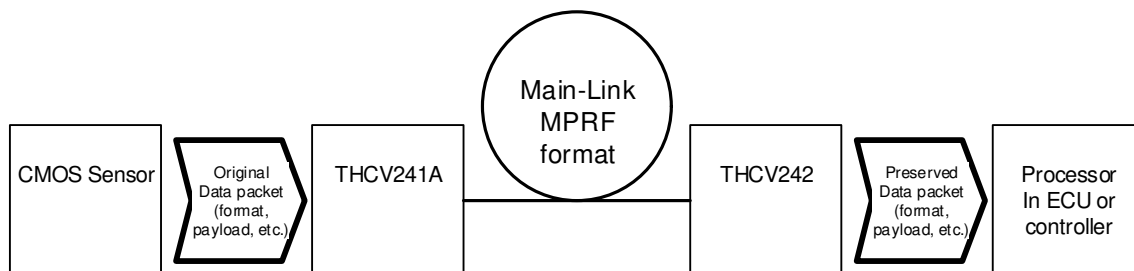 CMOS Sensor
Original
Data packet
(format,
payload, etc.)
THCV241A
Main-Link
MPRF
format
THCV242
Preserved
Data packet
(format,
payload, etc.)
Processor
In ECU or
controller